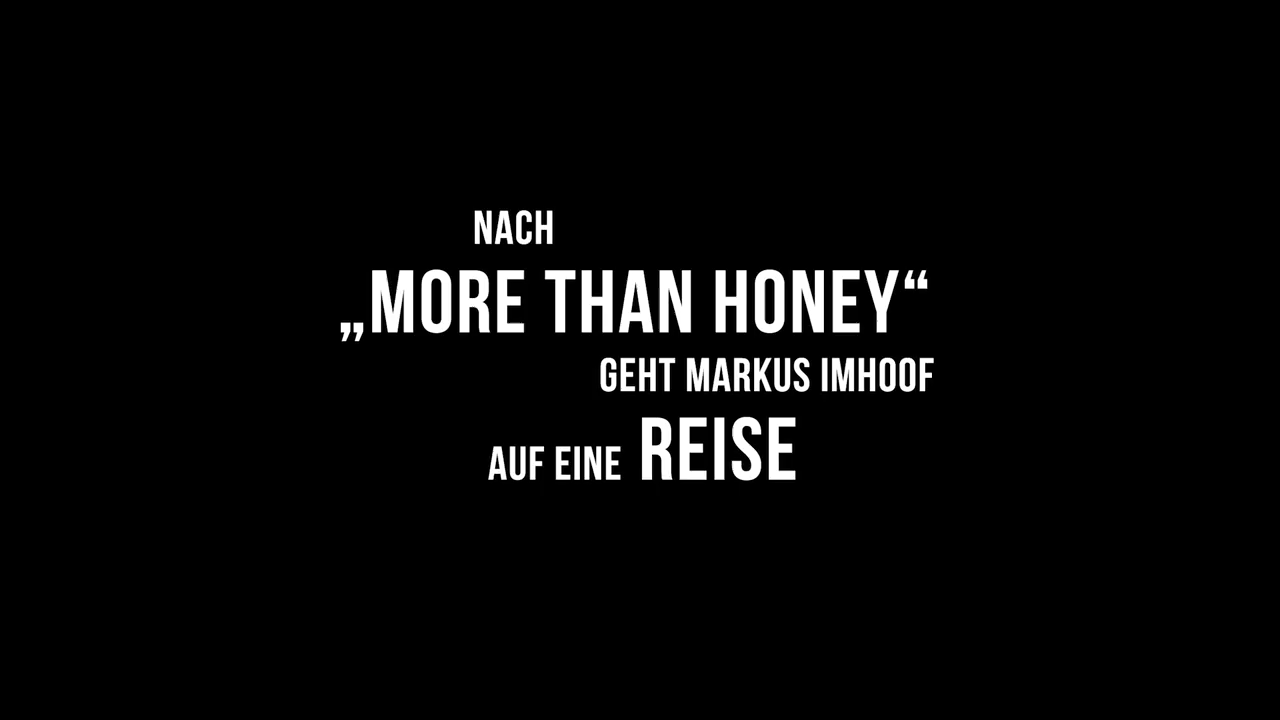 NACH
„MORE THAN HONEY“
GEHT MARKUS IMHOOF
AUF EINE REISE